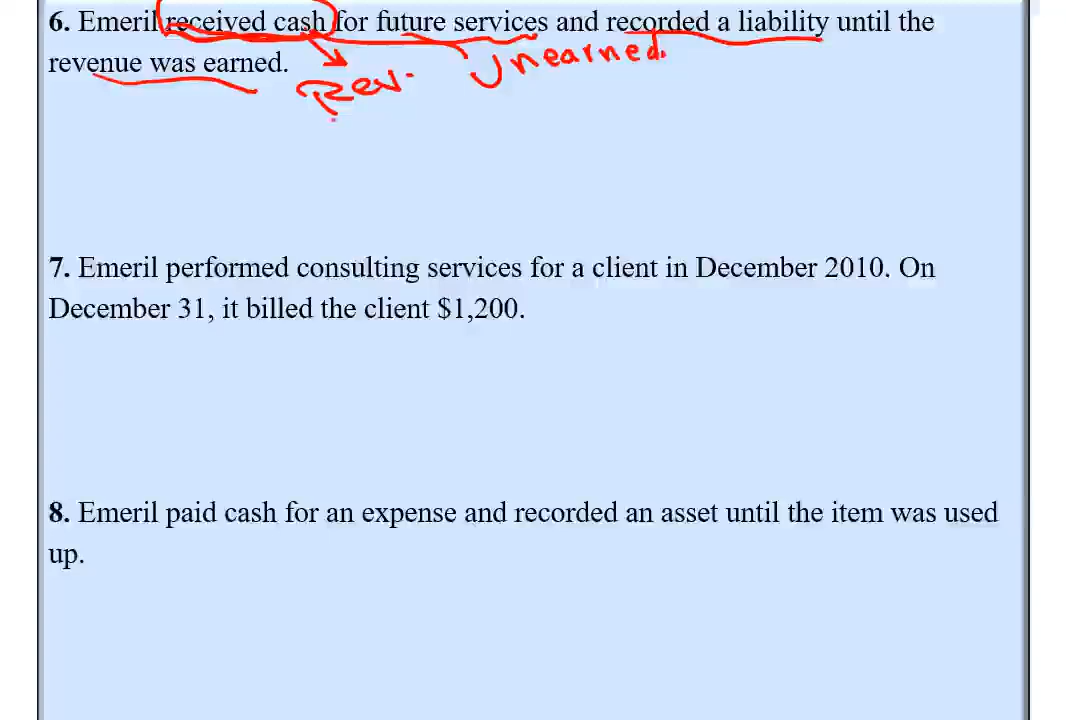 6. Emeril received cash for future services and recorded a liability until the
revenue was earned.
Rev. Unearned.
7. Emeril performed consulting services for a client in December 2010. On
December 31, it billed the client $1,200.
8. Emeril paid cash for an expense and recorded an asset until the item was used
up.